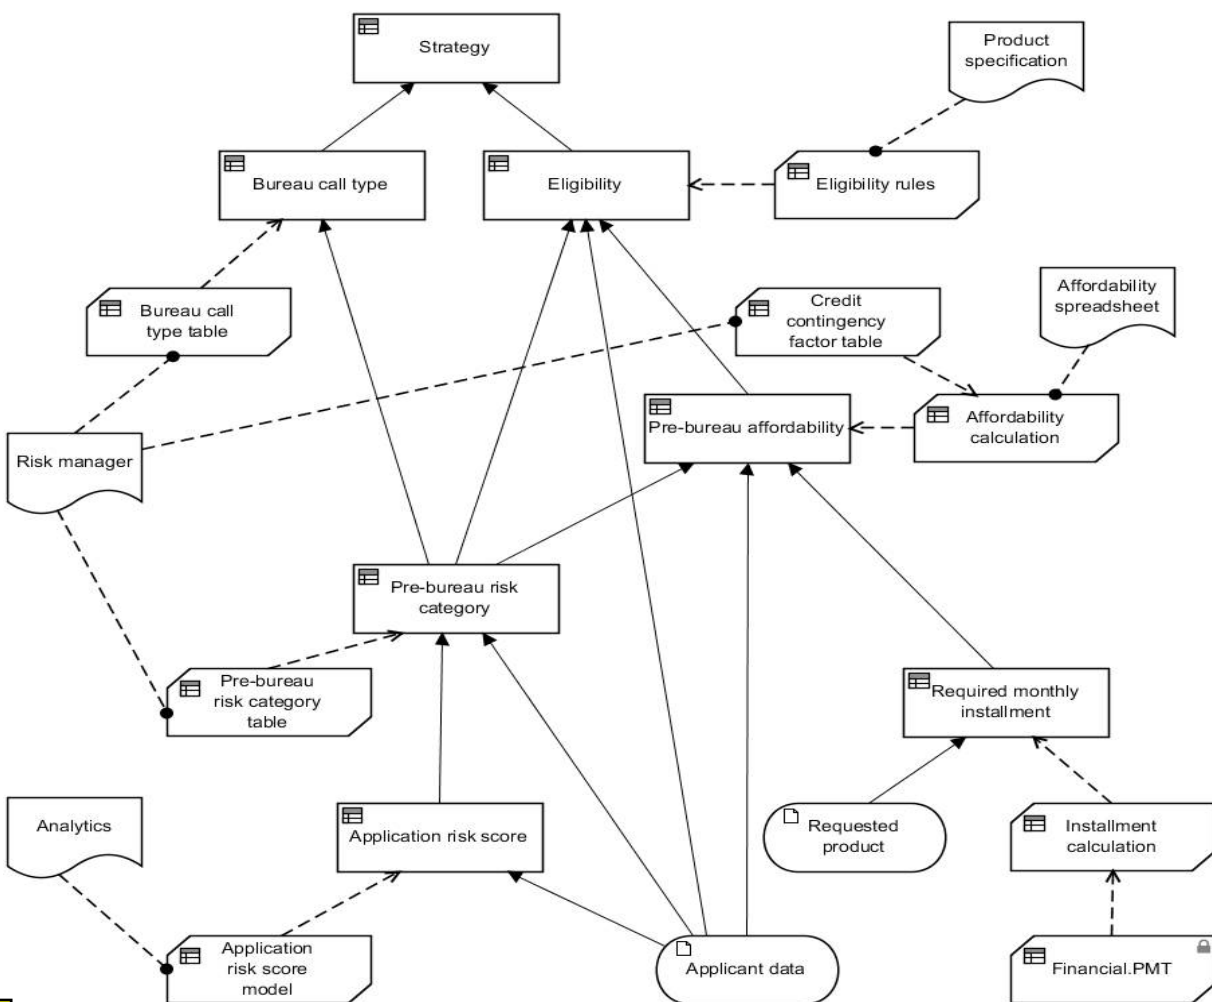 Strategy
Product
specification
Bureau call type
Eligibility
Eligibility rules
Bureau call
type table
Credit
contingency
factor table
Affordability
spreadsheet
Risk manager
Pre-bureau affordability
Affordability
calculation
Pre-bureau risk
category
Pre-bureau
risk category
table
Required monthly
installment
Analytics
Application risk score
Requested
product
Installment
calculation
Application
risk score
model
Applicant data
Financial.PMT